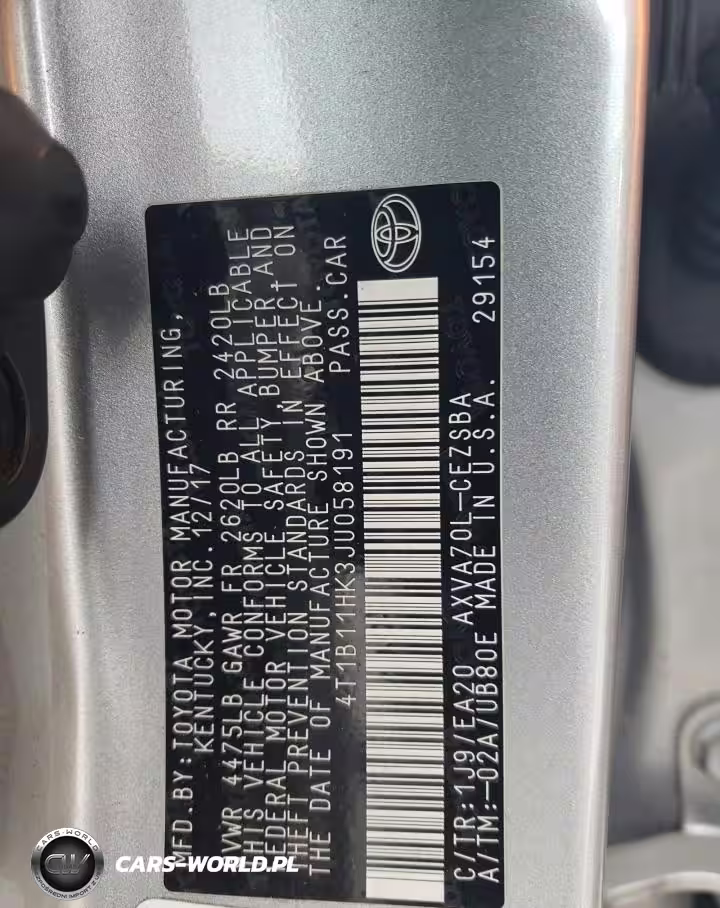 MFD.BY:TOYOTA MOTOR MANUFACTURING,
KENTUCKY, INC. 12/17
GVWR 4475LB GAWR FR 2620LB RR 2420LB
THIS VEHICLE CONFORMS TO ALL APPLICABLE
FEDERAL MOTOR VEHICLE SAFETY, BUMPER, AND
THEFT PREVENTION STANDARDS IN EFFECT ON
THE DATE OF MANUFACTURE SHOWN ABOVE.
4T1B11HK3JU058191 PASS.CAR
C/TR:1J9/EA20 AXVA70L-CEZSBA
A/TM:-02A/UB80E MADE IN U.S.A. 29154
CARS-WORLD
CW
CARS-WORLD.PL